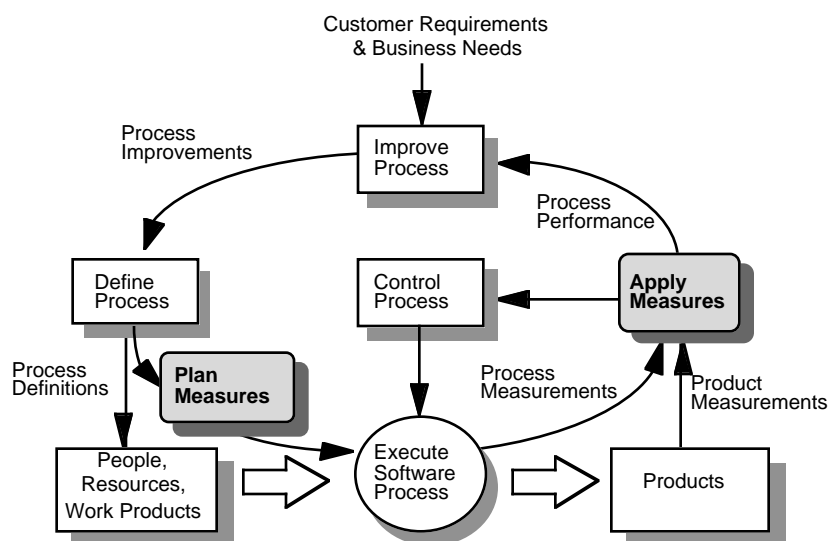 Customer Requirements
& Business Needs
Process
Improvements
Improve
Process
Process
Performance
Define
Process
Control
Process
Apply
Measures
Process
Definitions
Plan
Measures
Process
Measurements
Product
Measurements
People,
Resources,
Work Products
Execute
Software
Process
Products